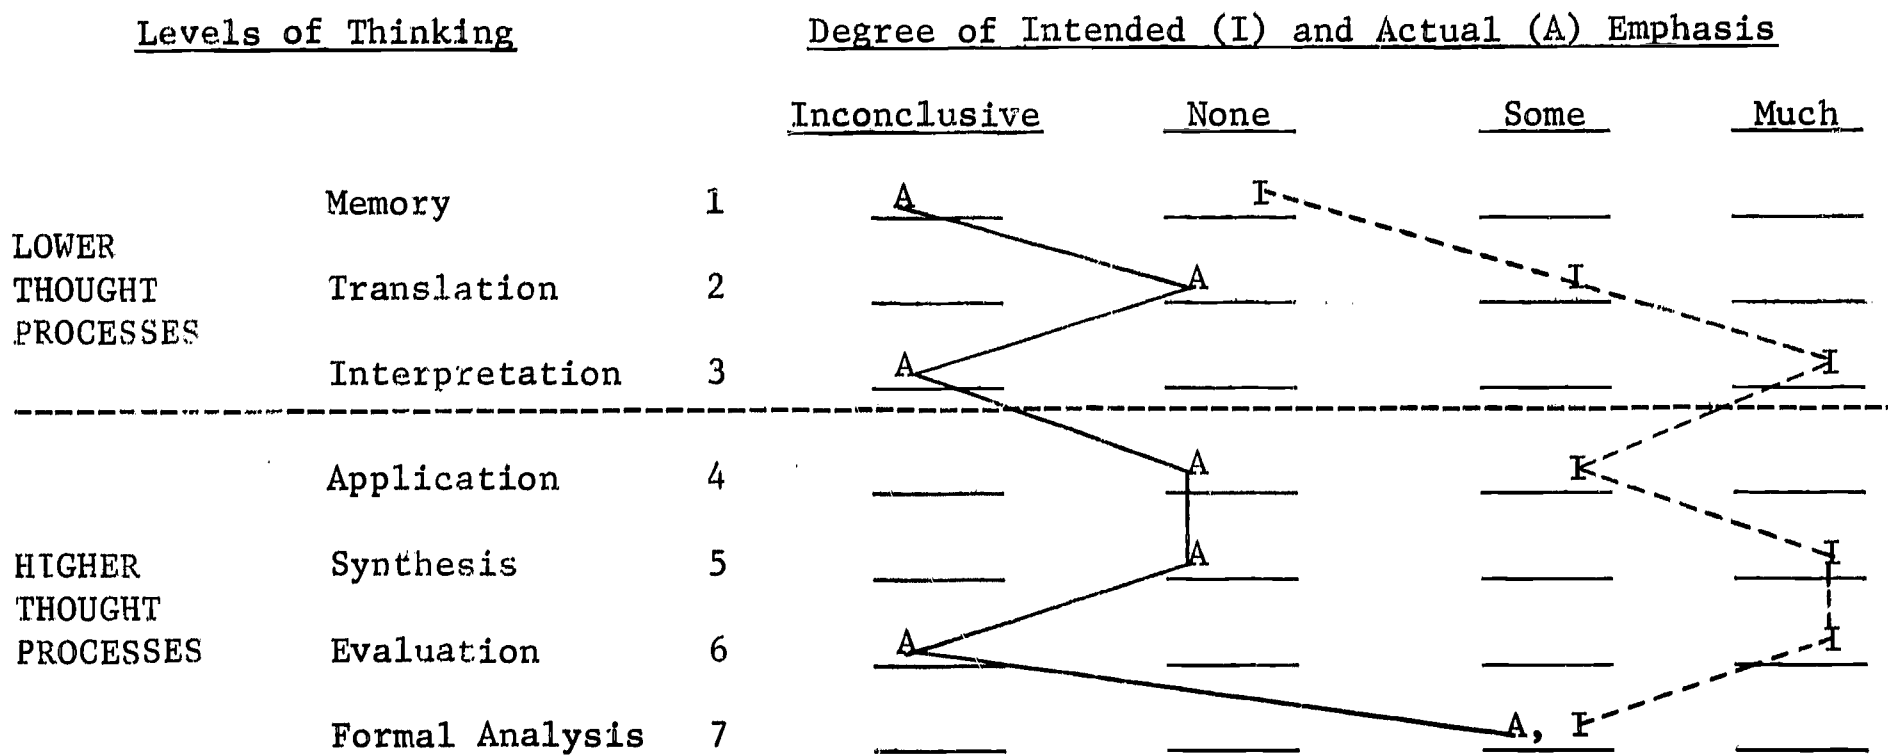 Levels of Thinking Degree of Intended (I) and Actual (A) Emphasis
Inconclusive None Some Much
Memory 1 A I
LOWER
THOUGHT Translation 2 A I
PROCESSES
Interpretation 3 A I
Application 4 A I
HIGHER Synthesis 5 A I
THOUGHT
PROCESSES Evaluation 6 A I
Formal Analysis 7 A, I